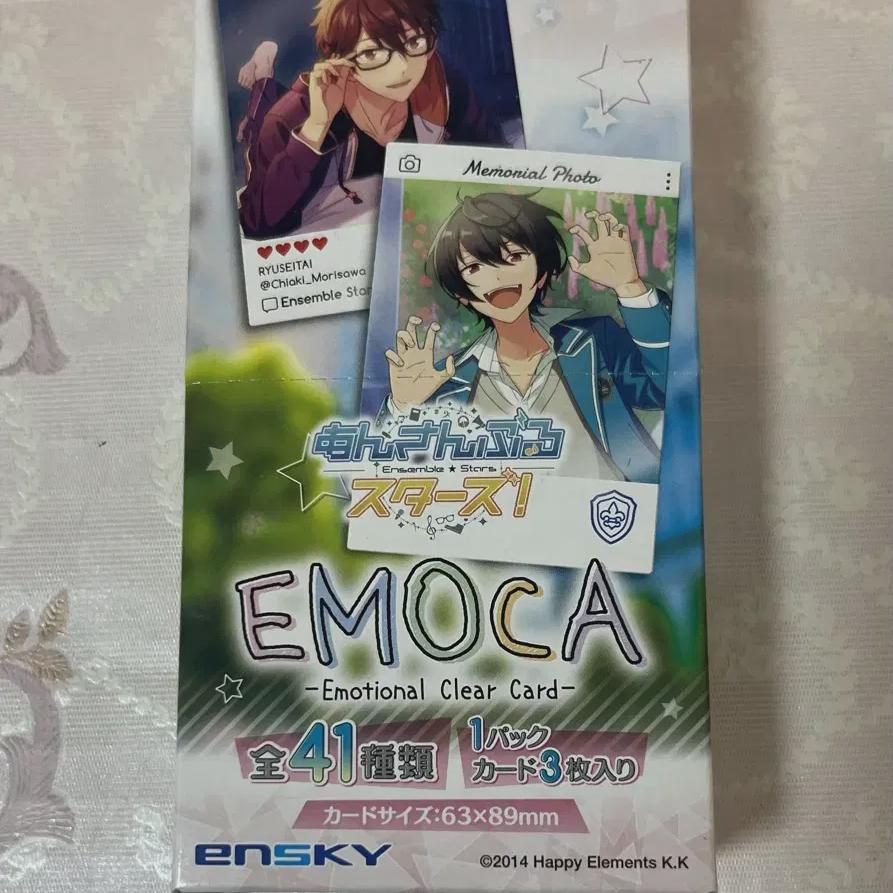 RYUSEITAI
@Chiaki_Morisawa
Ensemble Star
Memorial Photo
あんさんぶる
Ensemble★Stars
スターズ!
EMOCA
-Emotional Clear Card-
全41種類
1パック
カード3枚入り
カードサイズ:63×89mm
ensky
©2014 Happy Elements K.K